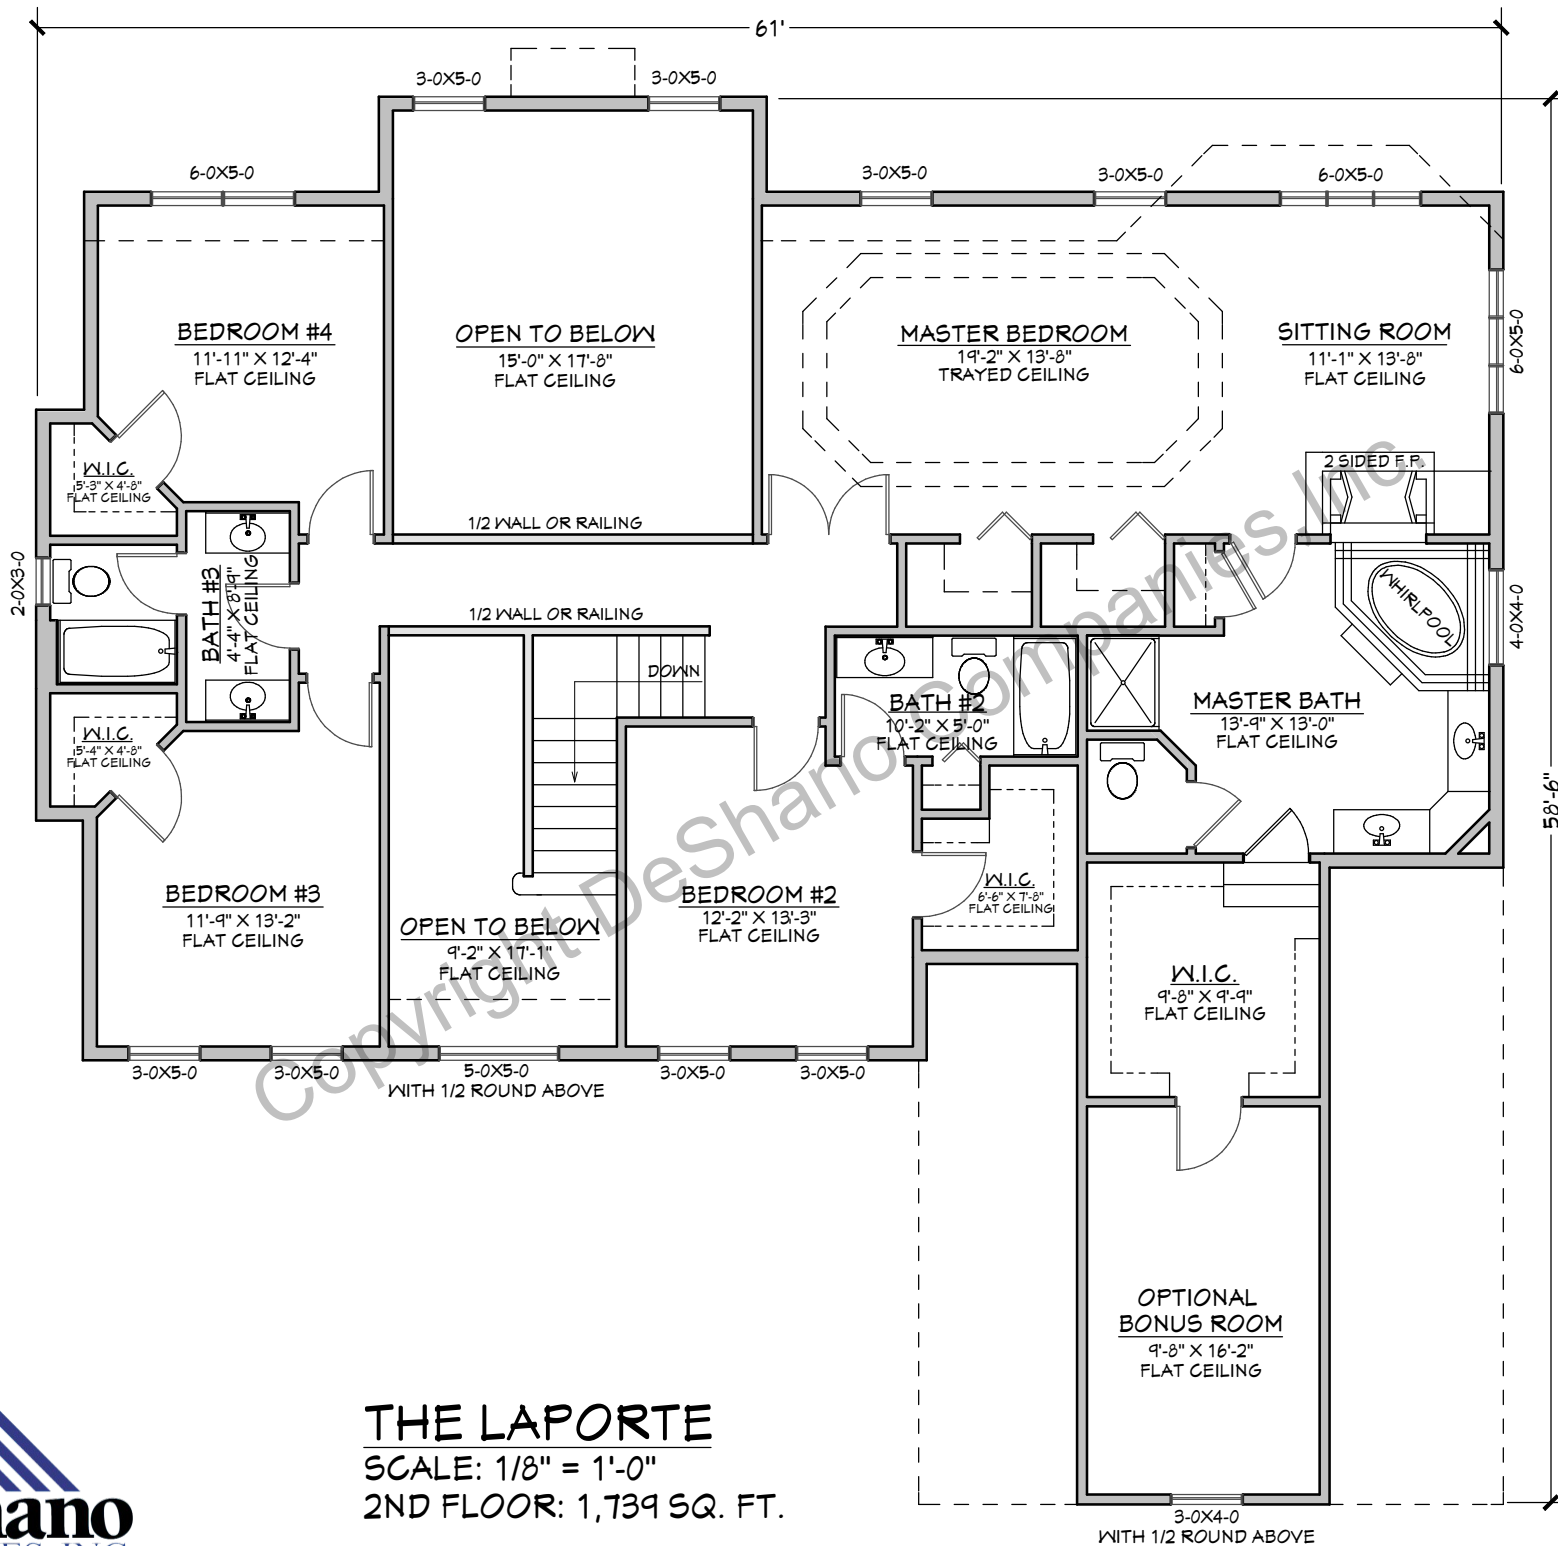 61'
3-0X5-0
3-0X5-0
6-0X5-0
3-0X5-0
3-0X5-0
6-0X5-0
BEDROOM #4
11'-11" X 12'-4"
FLAT CEILING
OPEN TO BELOW
15'-0" X 17'-8"
FLAT CEILING
MASTER BEDROOM
19'-2" X 13'-8"
TRAYED CEILING
SITTING ROOM
11'-1" X 13'-8"
FLAT CEILING
6-0X5-0
W.I.C.
5'-3" X 4'-8"
FLAT CEILING
2 SIDED F.P.
1/2 WALL OR RAILING
2-0X3-0
BATH #3
4'-4" X 8'-9"
FLAT CEILING
1/2 WALL OR RAILING
WHIRLPOOL
4-0X4-0
DOWN
W.I.C.
5'-4" X 4'-8"
FLAT CEILING
BATH #2
10'-2" X 5'-0"
FLAT CEILING
MASTER BATH
13'-9" X 13'-0"
FLAT CEILING
58'-6"
BEDROOM #3
11'-9" X 13'-2"
FLAT CEILING
OPEN TO BELOW
9'-2" X 17'-1"
FLAT CEILING
BEDROOM #2
12'-2" X 13'-3"
FLAT CEILING
W.I.C.
6'-6" X 7'-8"
FLAT CEILING
W.I.C.
9'-8" X 9'-9"
FLAT CEILING
3-0X5-0
3-0X5-0
5-0X5-0
WITH 1/2 ROUND ABOVE
3-0X5-0
3-0X5-0
Copyright DeShano Companies,Inc.
OPTIONAL
BONUS ROOM
9'-8" X 16'-2"
FLAT CEILING
THE LAPORTE
SCALE: 1/8" = 1'-0"
2ND FLOOR: 1,739 SQ. FT.
3-0X4-0
WITH 1/2 ROUND ABOVE